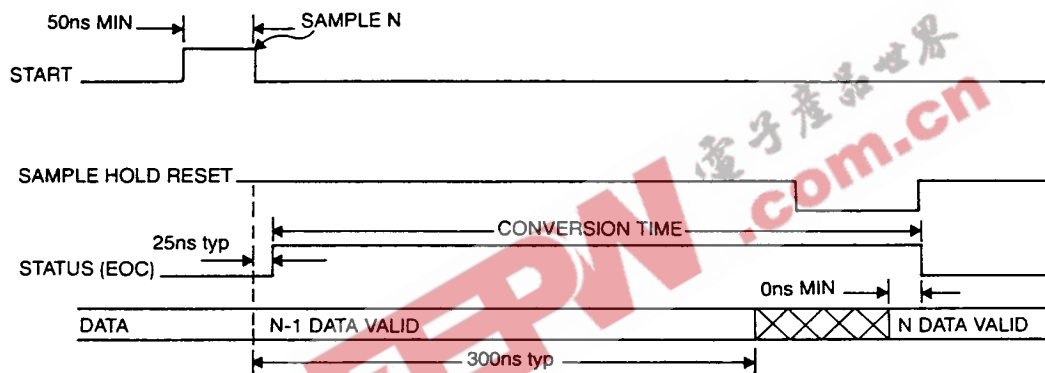 50ns MIN
SAMPLE N
START
SAMPLE HOLD RESET
CONVERSION TIME
25ns typ
STATUS (EOC)
0ns MIN
DATA
N-1 DATA VALID
N DATA VALID
300ns typ
電子產品世界
EEPW.com.cn